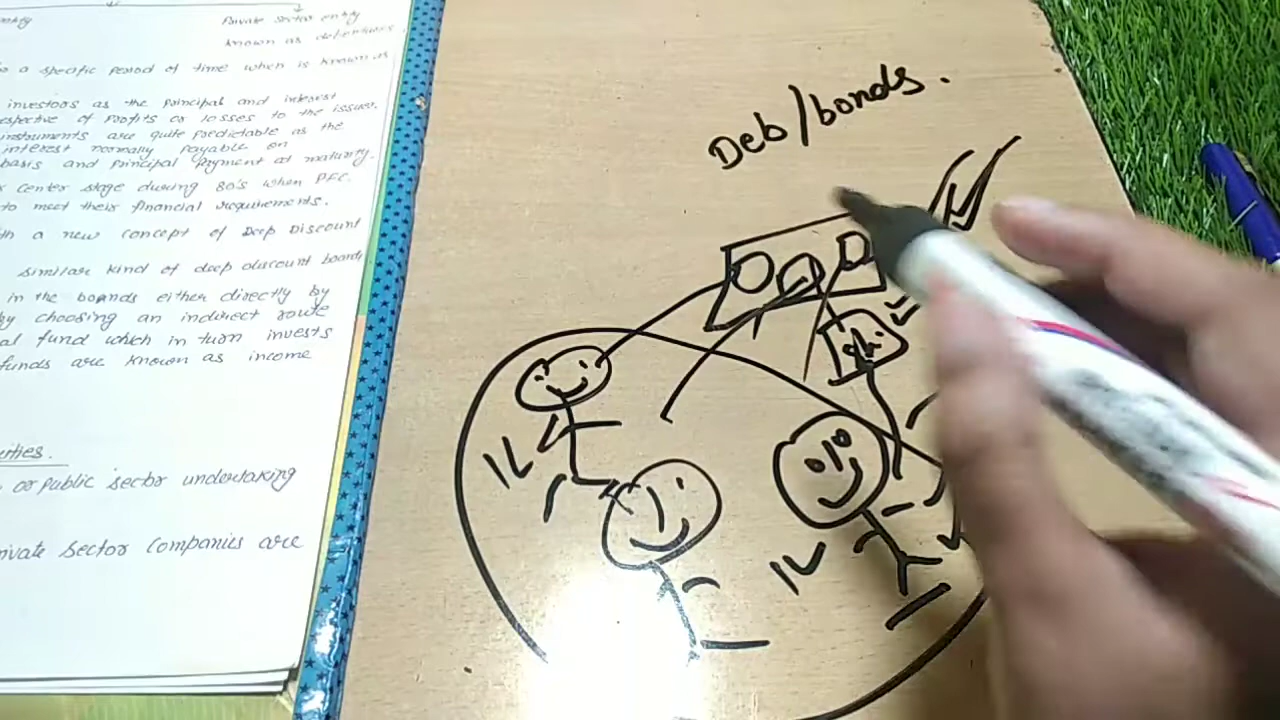 Private sector entity
known as debentures.
a specific period of time when is known as
investors as the principal and interest
espective of profits or losses to the issuer.
instruments are quite predictable as the
interest normally payable on
basis and principal payment at maturity.
center stage during 80's when PFC.
to meet their financial requirements.
with a new concept of Deep Discount
similar kind of deep discount bonds
in the bonds either directly by
by choosing an indirect route
al fund which in turn invests
funds are known as income
rities.
or public sector undertaking
rivate sector companies are
Deb/bonds.
1L
1L